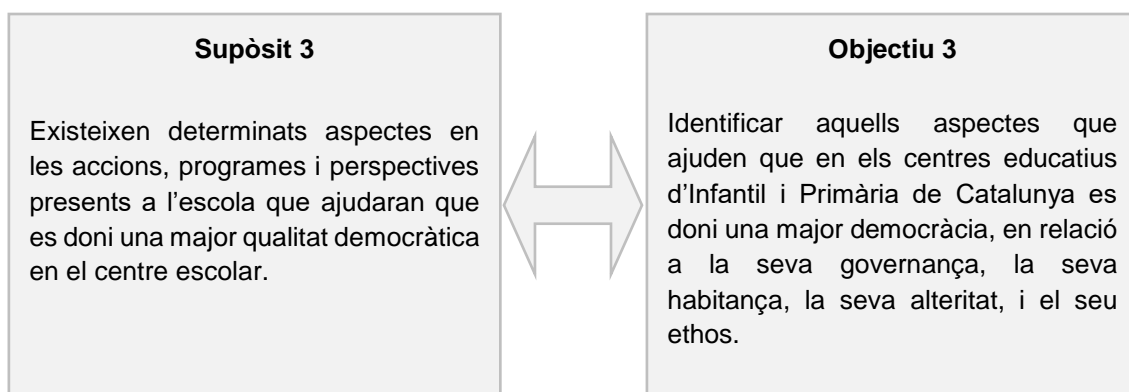 Supòsit 3
Existeixen determinats aspectes en
les accions, programes i perspectives
presents a l’escola que ajudaran que
es doni una major qualitat democràtica
en el centre escolar.
Objectiu 3
Identificar aquells aspectes que
ajuden que en els centres educatius
d’Infantil i Primària de Catalunya es
doni una major democràcia, en relació
a la seva governança, la seva
habitança, la seva alteritat, i el seu
ethos.